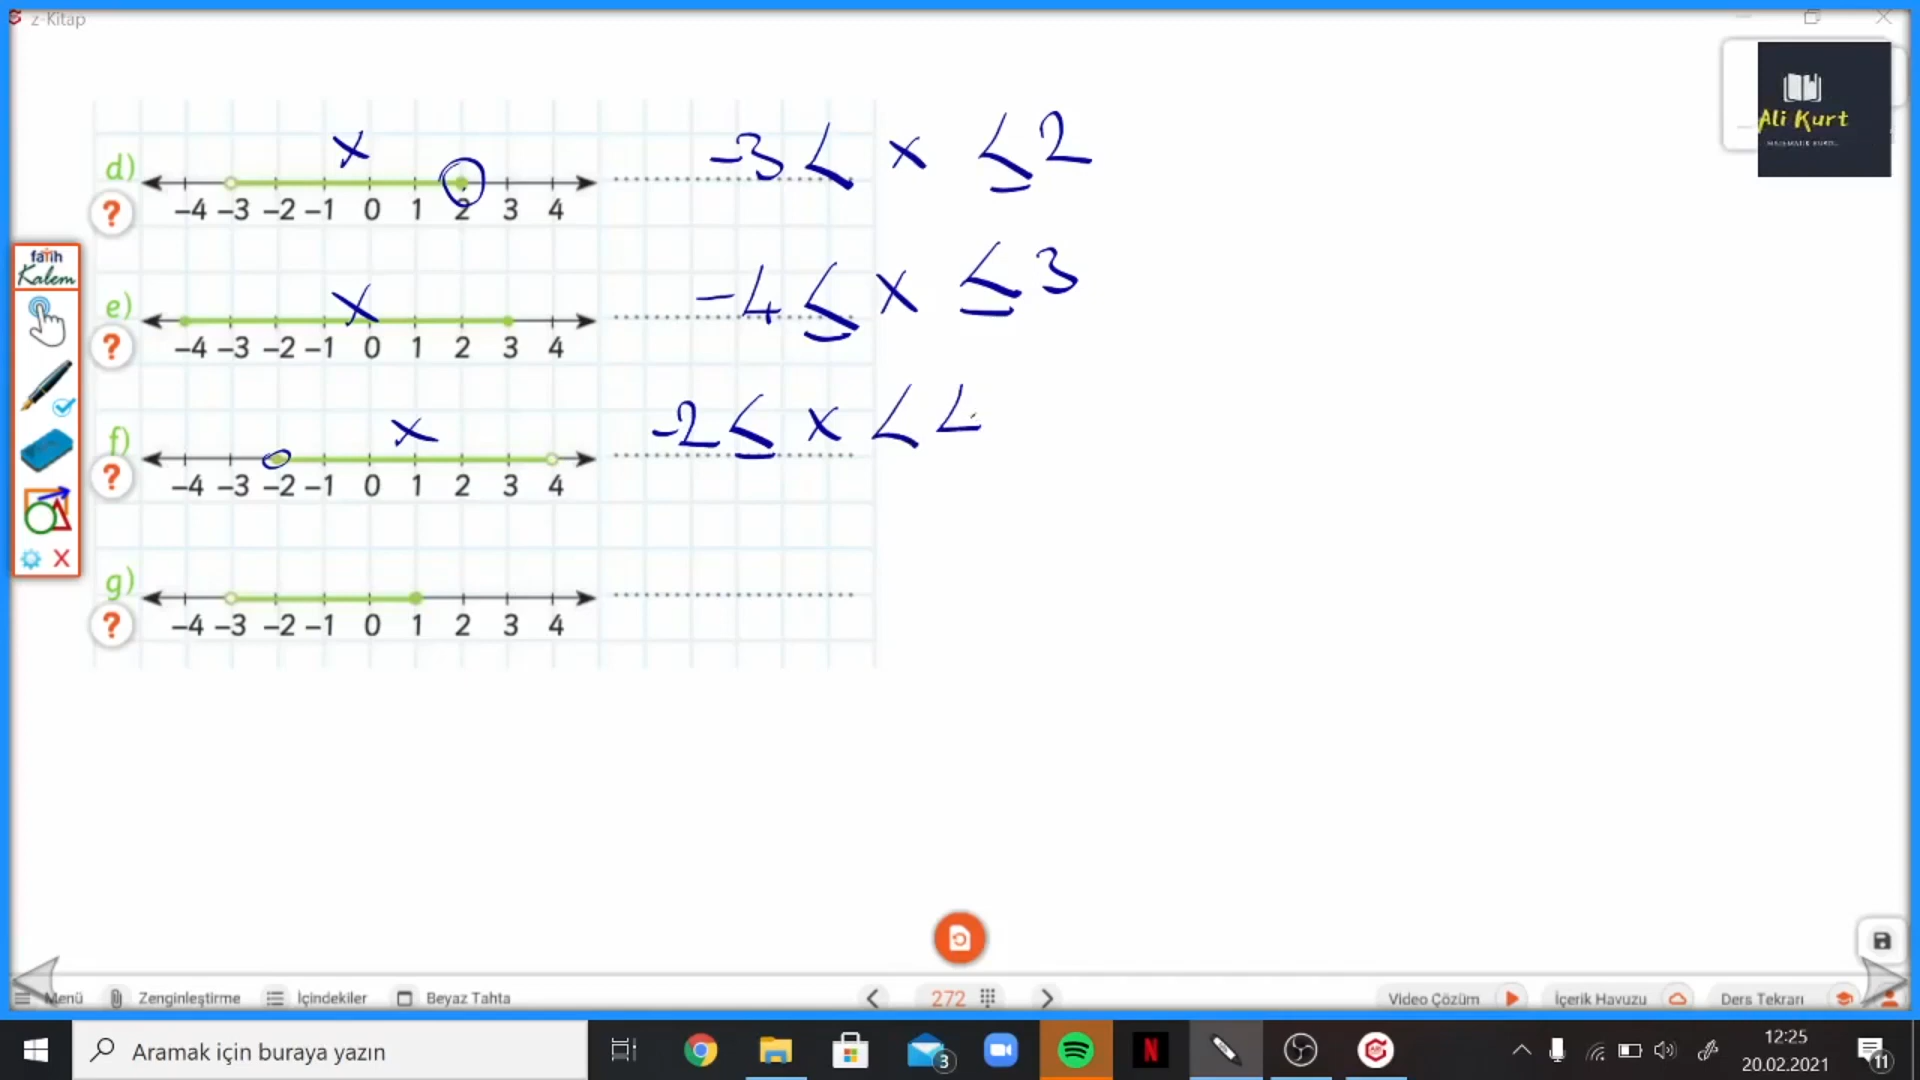 z-Kitap
Ali Kurt
d) x -3 < x ≤ 2
? -4 -3 -2 -1 0 1 2 3 4
fatih
Kalem
e) x -4 ≤ x ≤ 3
? -4 -3 -2 -1 0 1 2 3 4
f) x -2 ≤ x <
? -4 -3 -2 -1 0 1 2 3 4
g)
? -4 -3 -2 -1 0 1 2 3 4
Menü Zenginleştirme İçindekiler Beyaz Tahta 272 Video Çözüm İçerik Havuzu Ders Tekrarı
Aramak için buraya yazın 3 N 12:25 11
20.02.2021